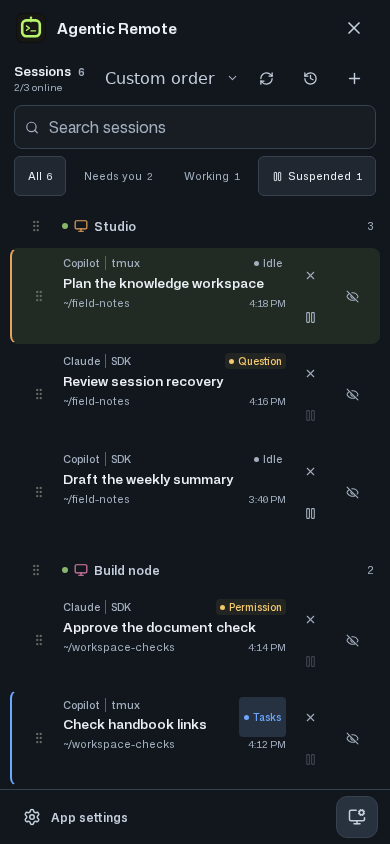 Agentic Remote
Sessions 6
2/3 online
Custom order
Search sessions
All 6
Needs you 2
Working 1
Suspended 1
Studio 3
Copilot | tmux
Idle
Plan the knowledge workspace
~/field-notes
4:18 PM
Claude | SDK
Question
Review session recovery
~/field-notes
4:16 PM
Copilot | SDK
Idle
Draft the weekly summary
~/field-notes
3:40 PM
Build node 2
Claude | SDK
Permission
Approve the document check
~/workspace-checks
4:14 PM
Copilot | tmux
Tasks
Check handbook links
~/workspace-checks
4:12 PM
App settings